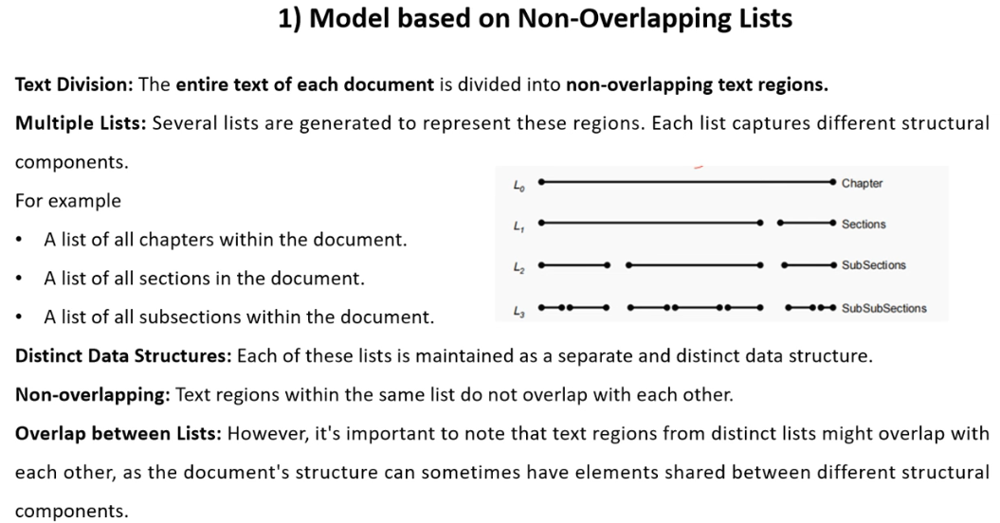 1) Model based on Non-Overlapping Lists
Text Division: The entire text of each document is divided into non-overlapping text regions.
Multiple Lists: Several lists are generated to represent these regions. Each list captures different structural
components.
For example
• A list of all chapters within the document.
• A list of all sections in the document.
• A list of all subsections within the document.
L₀ Chapter
L₁ Sections
L₂ SubSections
L₃ SubSubSections
Distinct Data Structures: Each of these lists is maintained as a separate and distinct data structure.
Non-overlapping: Text regions within the same list do not overlap with each other.
Overlap between Lists: However, it's important to note that text regions from distinct lists might overlap with
each other, as the document's structure can sometimes have elements shared between different structural
components.